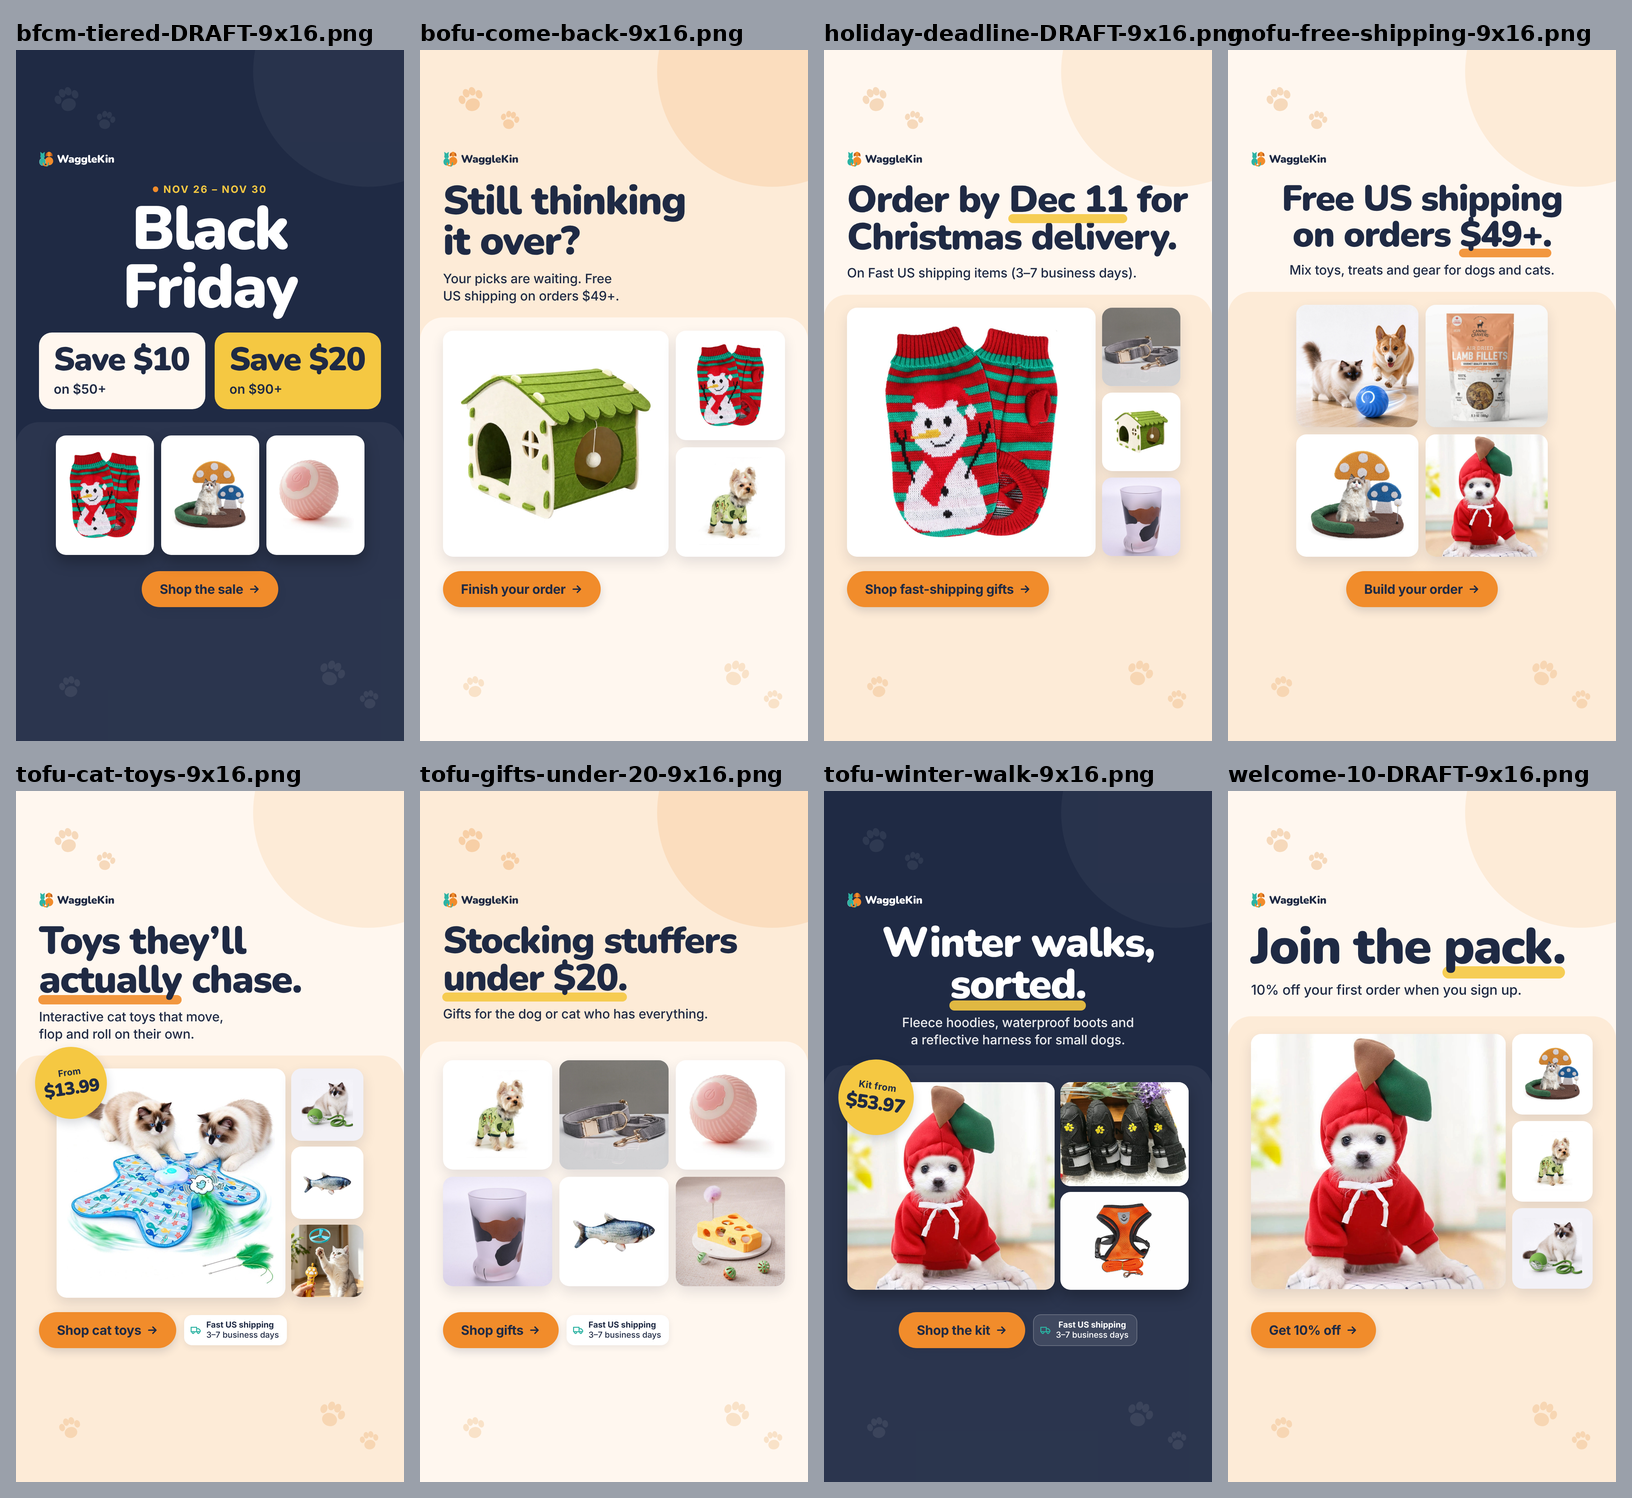 bfcm-tiered-DRAFT-9x16.png
WaggleKin
NOV 26 – NOV 30
Black
Friday
Save $10
on $50+
Save $20
on $90+
Shop the sale →
bofu-come-back-9x16.png
WaggleKin
Still thinking
it over?
Your picks are waiting. Free
US shipping on orders $49+.
Finish your order →
holiday-deadline-DRAFT-9x16.png
WaggleKin
Order by Dec 11 for
Christmas delivery.
On Fast US shipping items (3–7 business days).
Shop fast-shipping gifts →
mofu-free-shipping-9x16.png
WaggleKin
Free US shipping
on orders $49+.
Mix toys, treats and gear for dogs and cats.
LAMB FILLETS
Build your order →
tofu-cat-toys-9x16.png
WaggleKin
Toys they’ll
actually chase.
Interactive cat toys that move,
flop and roll on their own.
From
$13.99
Shop cat toys →
Fast US shipping
3–7 business days
tofu-gifts-under-20-9x16.png
WaggleKin
Stocking stuffers
under $20.
Gifts for the dog or cat who has everything.
Shop gifts →
Fast US shipping
3–7 business days
tofu-winter-walk-9x16.png
WaggleKin
Winter walks,
sorted.
Fleece hoodies, waterproof boots and
a reflective harness for small dogs.
Kit from
$53.97
Shop the kit →
Fast US shipping
3–7 business days
welcome-10-DRAFT-9x16.png
WaggleKin
Join the pack.
10% off your first order when you sign up.
Get 10% off →